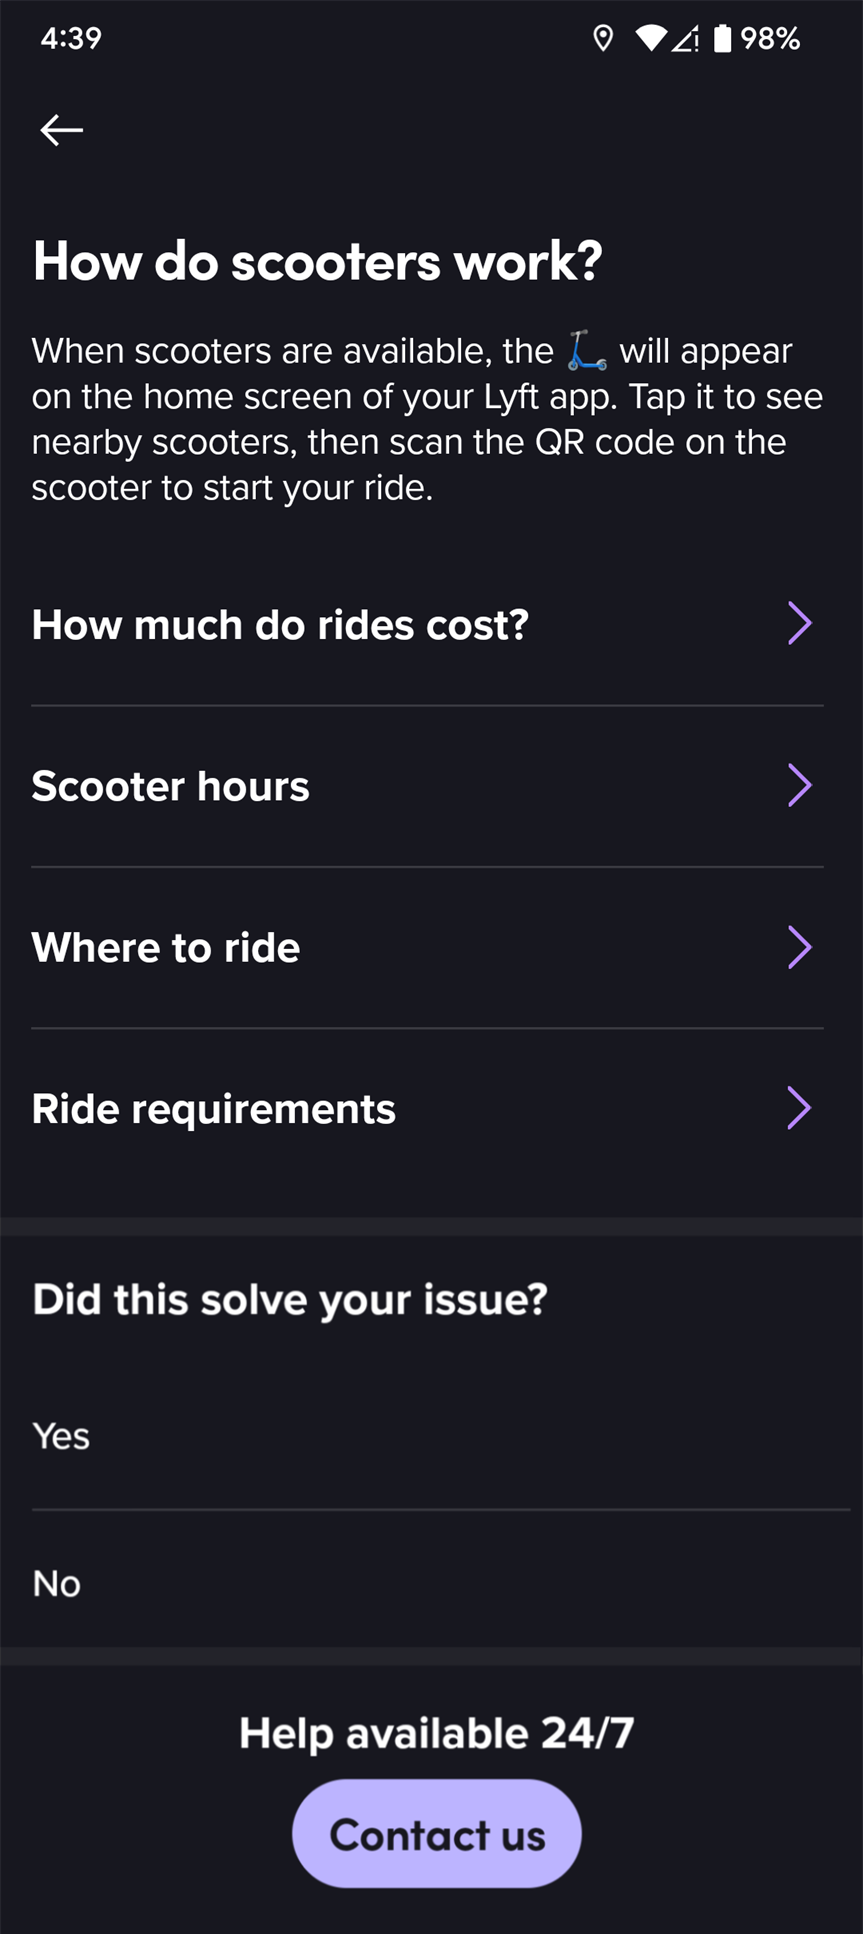 4:39
98%
How do scooters work?
When scooters are available, the 🛴 will appear
on the home screen of your Lyft app. Tap it to see
nearby scooters, then scan the QR code on the
scooter to start your ride.
How much do rides cost?
Scooter hours
Where to ride
Ride requirements
Did this solve your issue?
Yes
No
Help available 24/7
Contact us